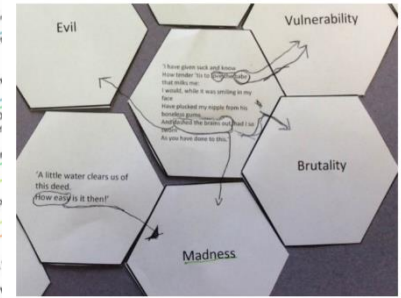 Evil
Vulnerability
'I have given suck and know
How tender 'tis to love the babe
that milks me:
I would, while it was smiling in my
face
Have plucked my nipple from his
boneless gums
And dashed the brains out, had I so
As you have done to this.'
Brutality
'A little water clears us of
this deed.
How easy is it then!'
Madness